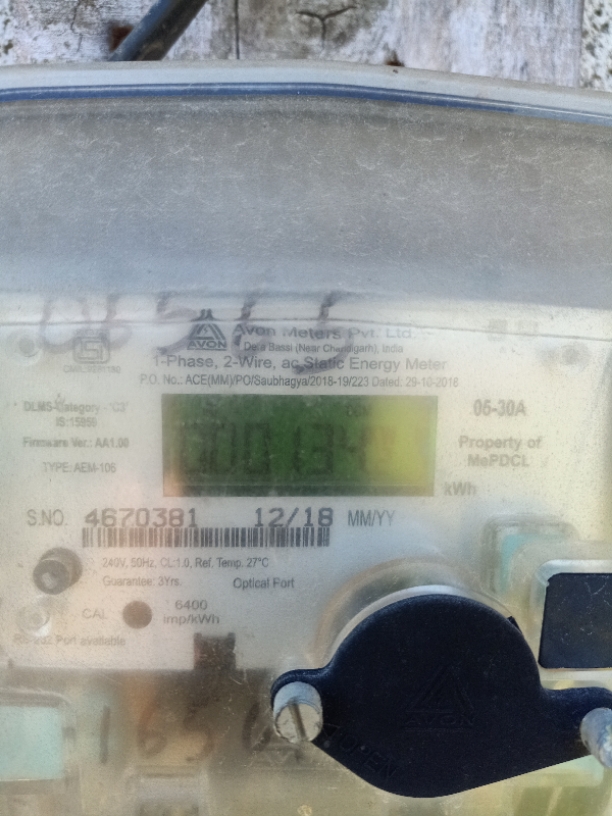 AVON
Avon Meters Pvt. Ltd.
Dera Bassi (Near Chandigarh), India
1-Phase, 2-Wire, ac Static Energy Meter
P.O. No.: ACE(MM)/PO/Saubhagya/2018-19/223 Dated: 29-10-2018
DLMS-Category - "C3"
IS:15959
Firmware Ver.: AA1.00
TYPE: AEM-106
05-30A
Property of
MePDCL
kWh
S.NO. 4670381 12/18 MM/YY
240V, 50Hz, CL:1.0, Ref. Temp. 27°C
Guarantee: 3Yrs. Optical Port
CAL 6400
imp/kWh
Port available
AVON